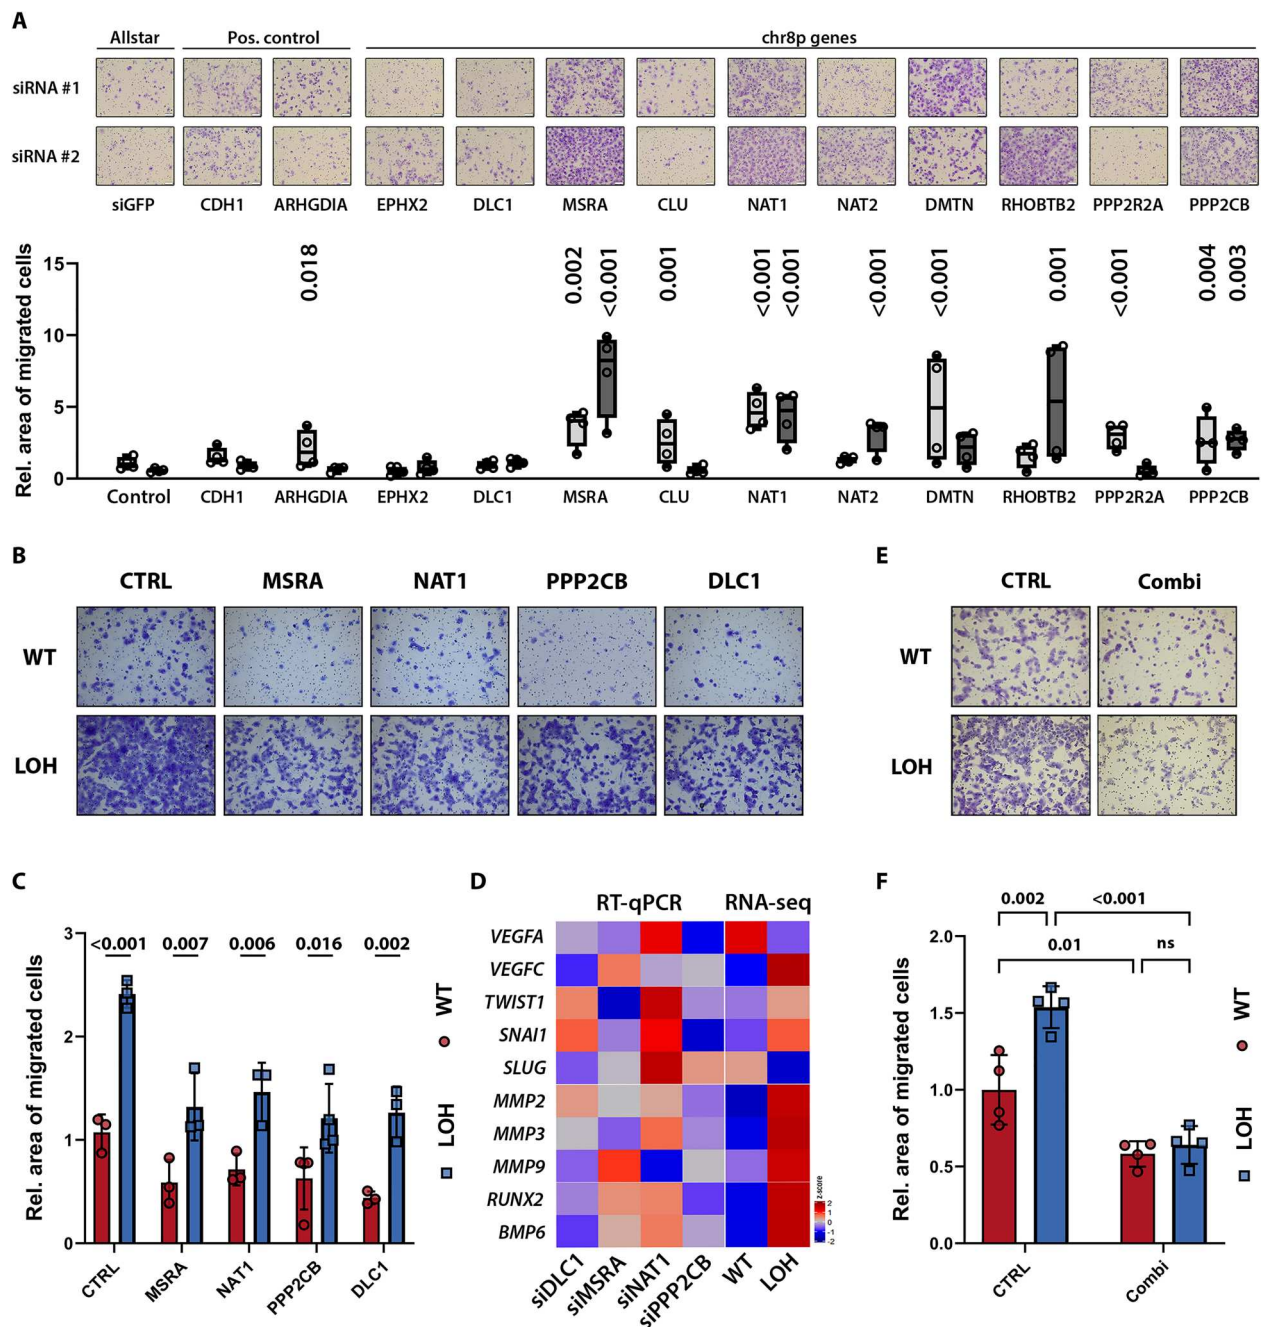 A
Allstar Pos. control chr8p genes
siRNA #1
siRNA #2
siGFP CDH1 ARHGDIA EPHX2 DLC1 MSRA CLU NAT1 NAT2 DMTN RHOBTB2 PPP2R2A PPP2CB
Rel. area of migrated cells
15
10
5
0
0.018 0.002 <0.001 0.001 <0.001 <0.001 <0.001 <0.001 0.001 <0.001 0.004 0.003
Control CDH1 ARHGDIA EPHX2 DLC1 MSRA CLU NAT1 NAT2 DMTN RHOBTB2 PPP2R2A PPP2CB
B
CTRL MSRA NAT1 PPP2CB DLC1
WT
LOH
E
CTRL Combi
WT
LOH
C
Rel. area of migrated cells
3
2
1
0
<0.001 0.007 0.006 0.016 0.002
CTRL MSRA NAT1 PPP2CB DLC1
WT
LOH
D
RT-qPCR RNA-seq
VEGFA
VEGFC
TWIST1
SNAI1
SLUG
MMP2
MMP3
MMP9
RUNX2
BMP6
siDLC1 siMSRA siNAT1 siPPP2CB WT LOH
z-score
2
1
0
-1
-2
F
Rel. area of migrated cells
2.0
1.5
1.0
0.5
0.0
0.002 <0.001
0.01 ns
CTRL Combi
WT
LOH